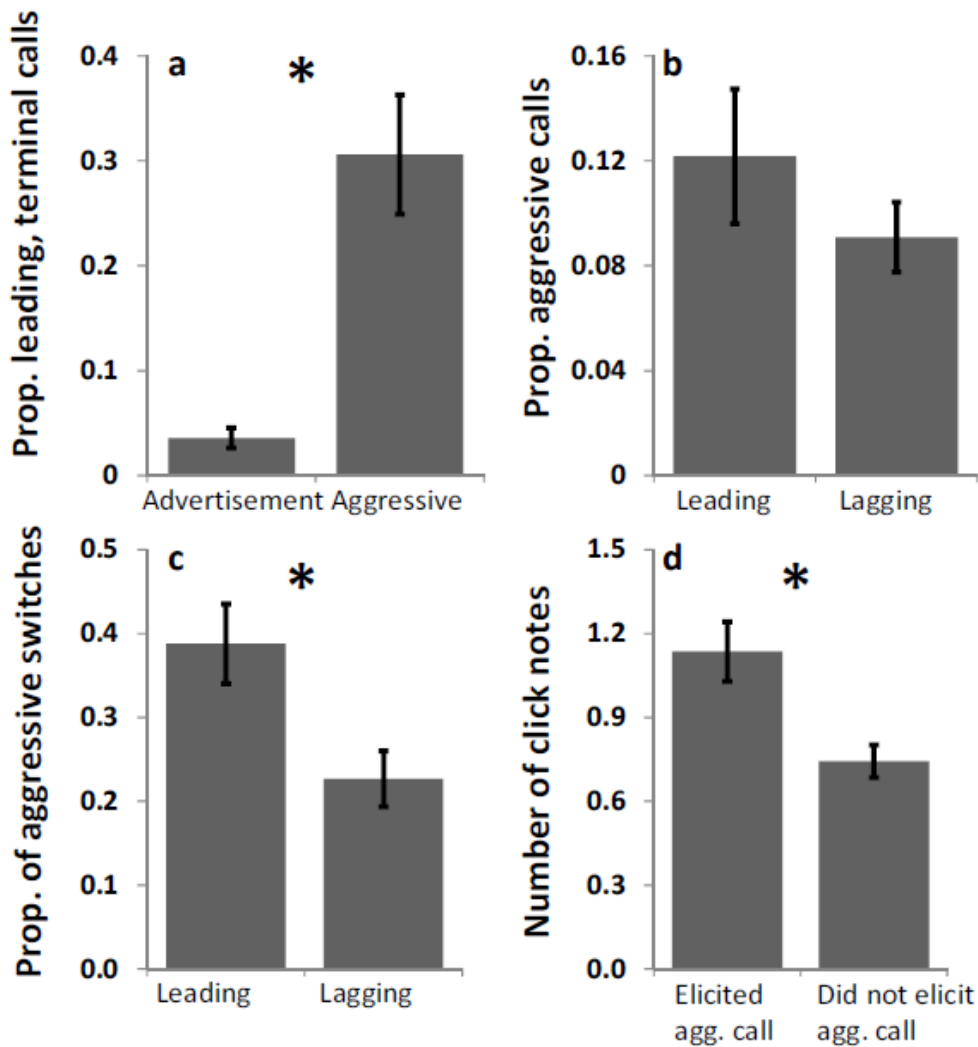 Prop. leading, terminal calls
0.4
0.3
0.2
0.1
0
a
*
Advertisement Aggressive
Prop. aggressive calls
0.16
0.12
0.08
0.04
0
b
Leading
Lagging
Prop. of aggressive switches
0.5
0.4
0.3
0.2
0.1
0.0
c
*
Leading
Lagging
Number of click notes
1.5
1.2
0.9
0.6
0.3
0.0
d
*
Elicited
agg. call
Did not elicit
agg. call